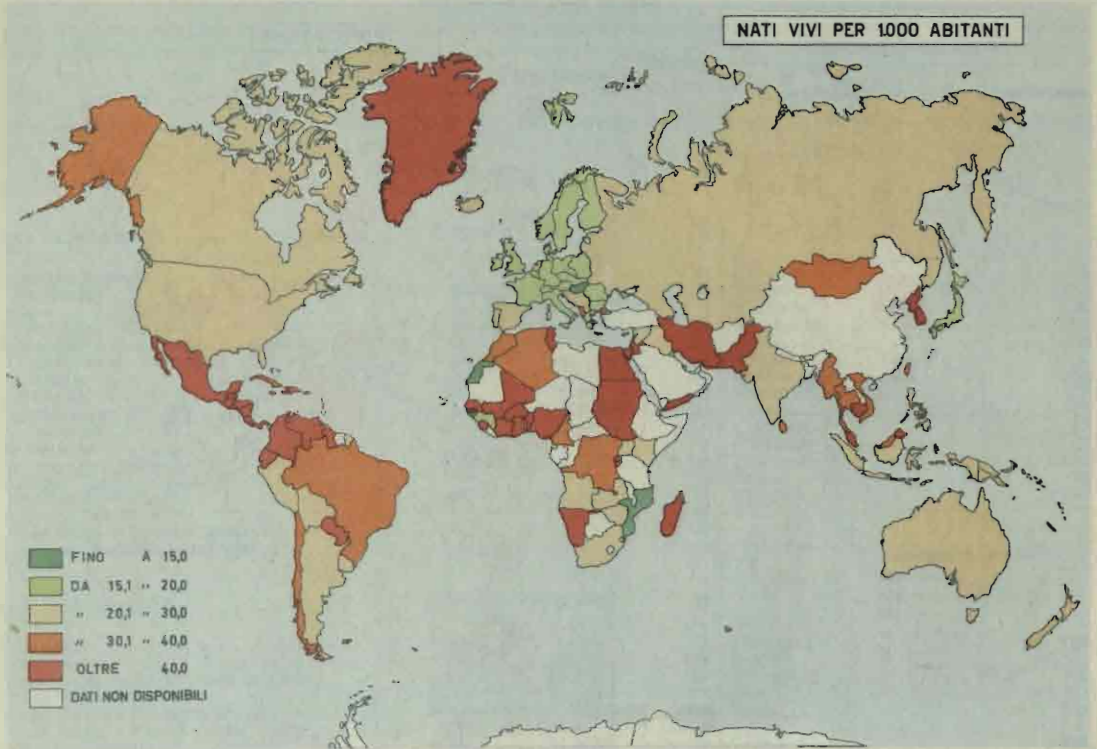 NATI VIVI PER 1.000 ABITANTI
FINO A 15,0
DA 15,1 " 20,0
" 20,1 " 30,0
" 30,1 " 40,0
OLTRE 40,0
DATI NON DISPONIBILI